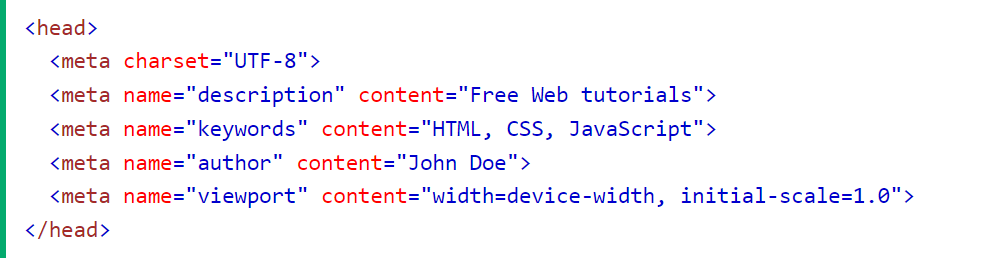 <head>
  <meta charset="UTF-8">
  <meta name="description" content="Free Web tutorials">
  <meta name="keywords" content="HTML, CSS, JavaScript">
  <meta name="author" content="John Doe">
  <meta name="viewport" content="width=device-width, initial-scale=1.0">
</head>